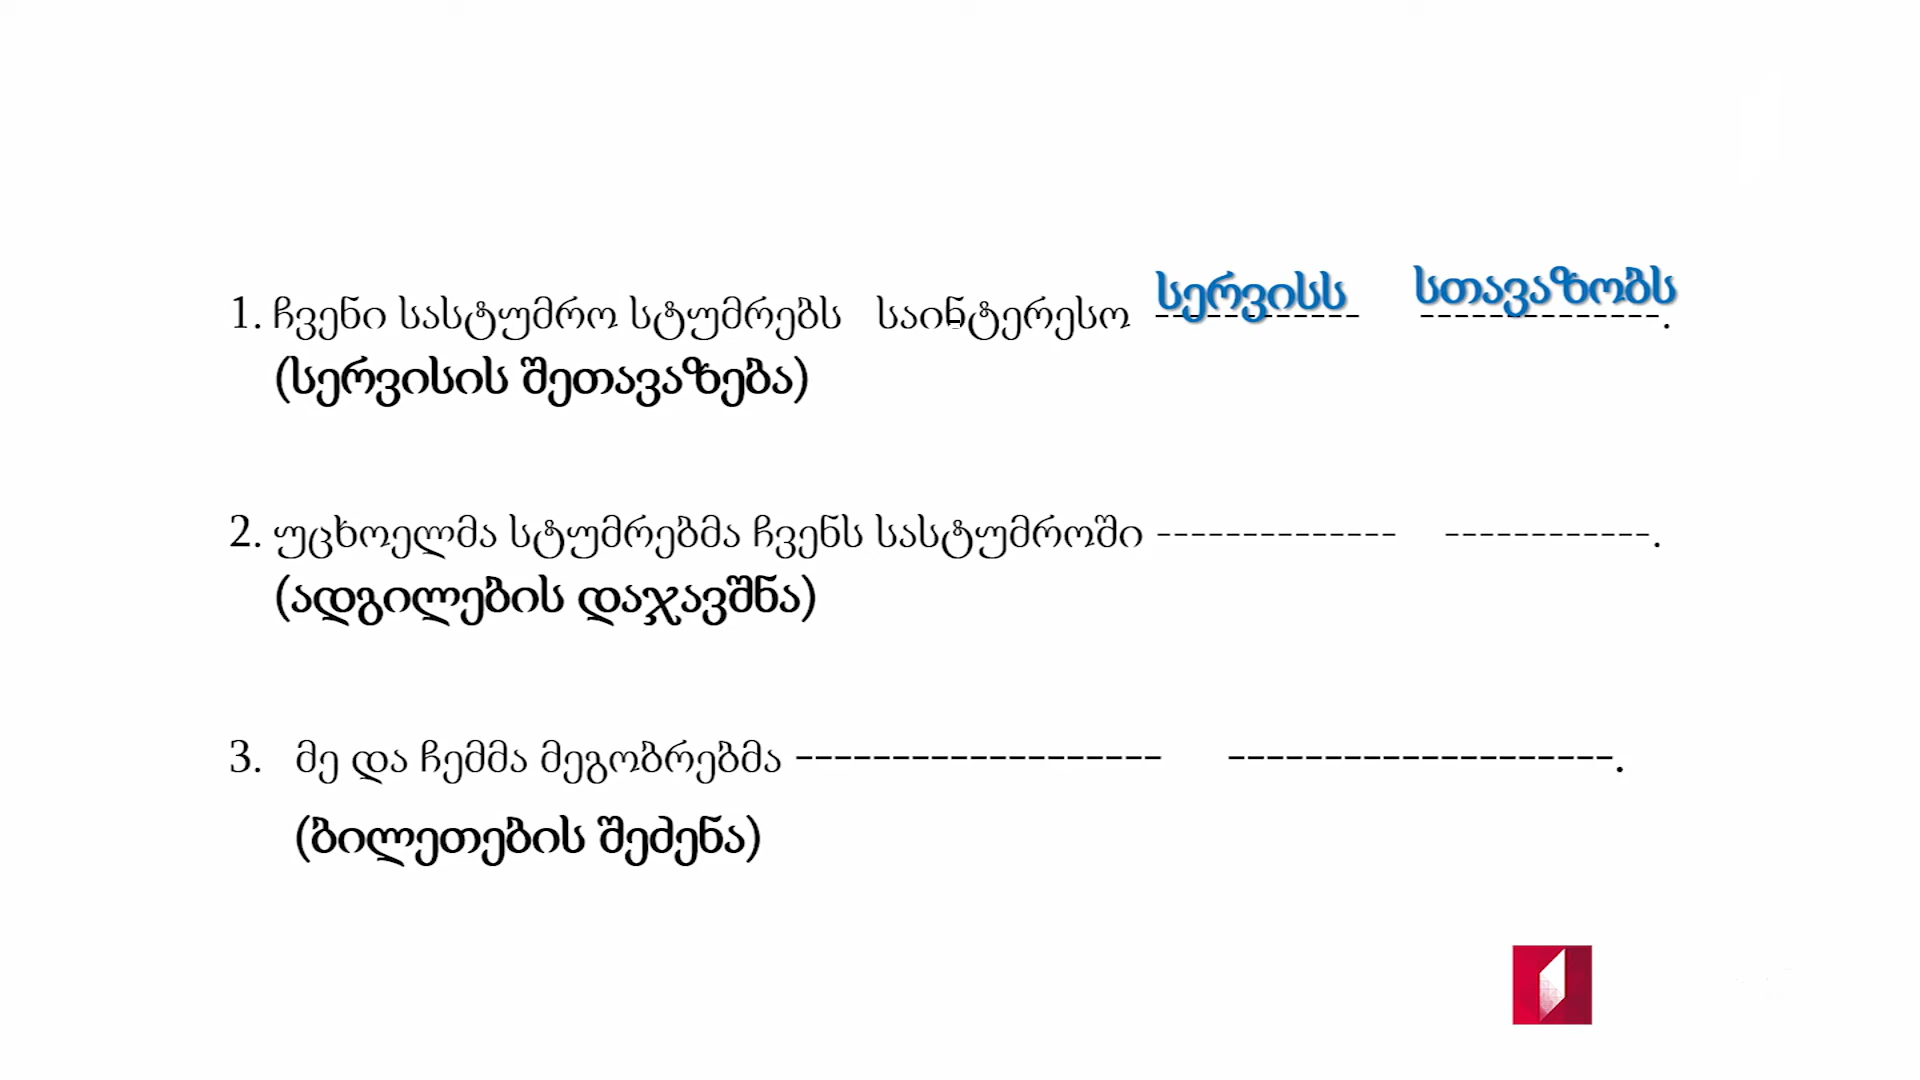 1. ჩვენი სასტუმრო სტუმრებს საინტერესო სერვისს სთავაზობს.
(სერვისის შეთავაზება)
2. უცხოელმა სტუმრებმა ჩვენს სასტუმროში -------------- ------------.
(ადგილების დაჯავშნა)
3. მე და ჩემმა მეგობრებმა ------------------- --------------------.
(ბილეთების შეძენა)